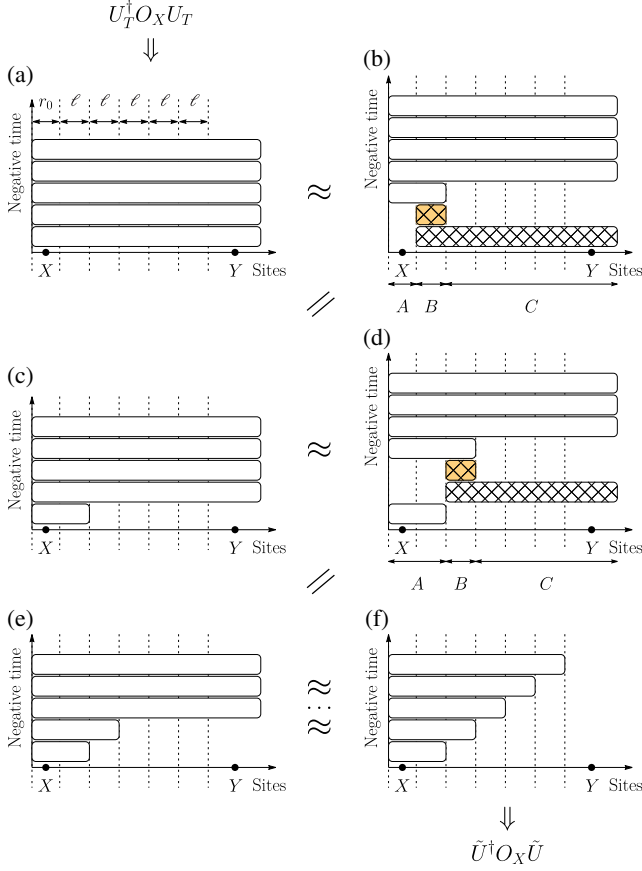 U_T^† O_X U_T
⇓
(a)
r_0 ℓ ℓ ℓ ℓ ℓ
Negative time
X Y Sites
≈
(b)
Negative time
X Y Sites
A B C
//
(c)
Negative time
X Y Sites
≈
(d)
Negative time
X Y Sites
A B C
//
(e)
Negative time
X Y Sites
≈
...
≈
(f)
Negative time
X Y Sites
⇓
Ũ^† O_X Ũ